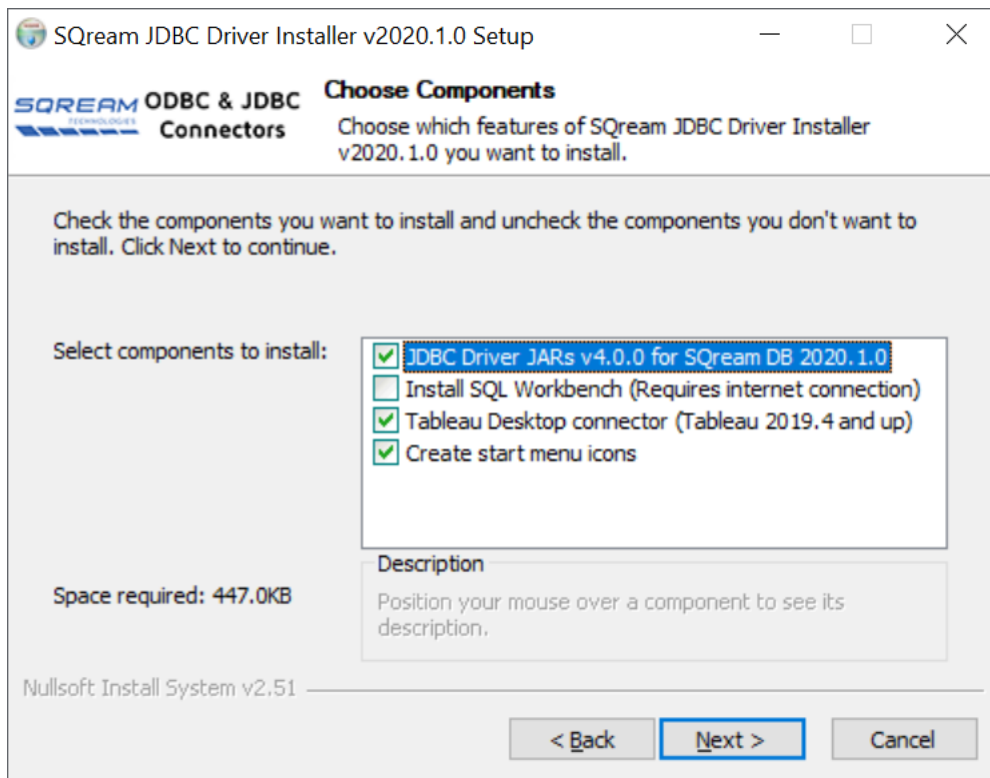 SQream JDBC Driver Installer v2020.1.0 Setup
SQREAM
TECHNOLOGIES
ODBC & JDBC
Connectors
Choose Components
Choose which features of SQream JDBC Driver Installer
v2020.1.0 you want to install.
Check the components you want to install and uncheck the components you don't want to
install. Click Next to continue.
Select components to install:
JDBC Driver JARs v4.0.0 for SQream DB 2020.1.0
Install SQL Workbench (Requires internet connection)
Tableau Desktop connector (Tableau 2019.4 and up)
Create start menu icons
Space required: 447.0KB
Description
Position your mouse over a component to see its
description.
Nullsoft Install System v2.51
< Back
Next >
Cancel